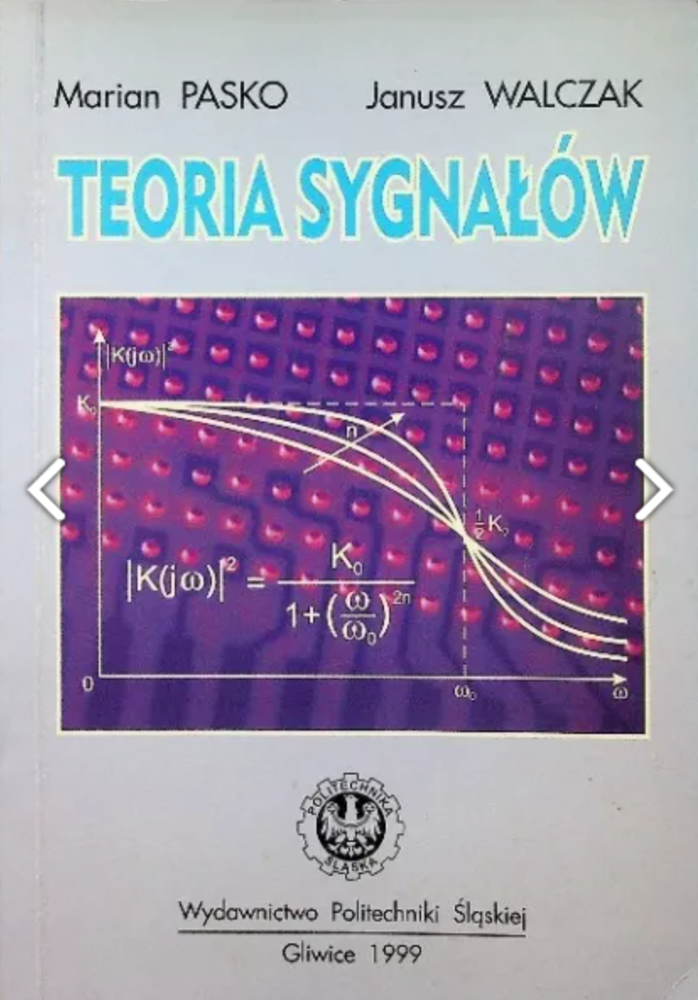 Marian PASKO Janusz WALCZAK
TEORIA SYGNAŁÓW
|K(jω)|²
K₀
n
½K₀
|K(jω)|² = K₀ / (1+(ω/ω₀)²ⁿ)
0 ω₀ ω
POLITECHNIKA
ŚLĄSKA
Wydawnictwo Politechniki Śląskiej
Gliwice 1999